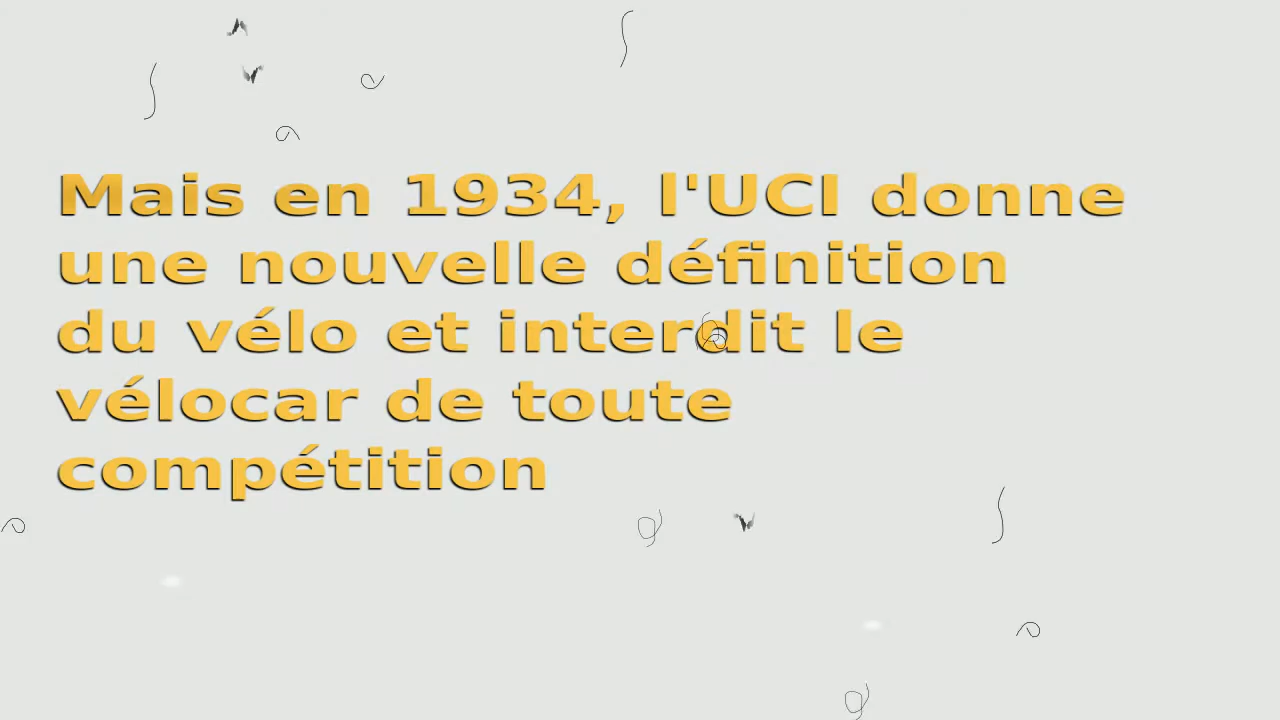 Mais en 1934, l'UCI donne
une nouvelle définition
du vélo et interdit le
vélocar de toute
compétition